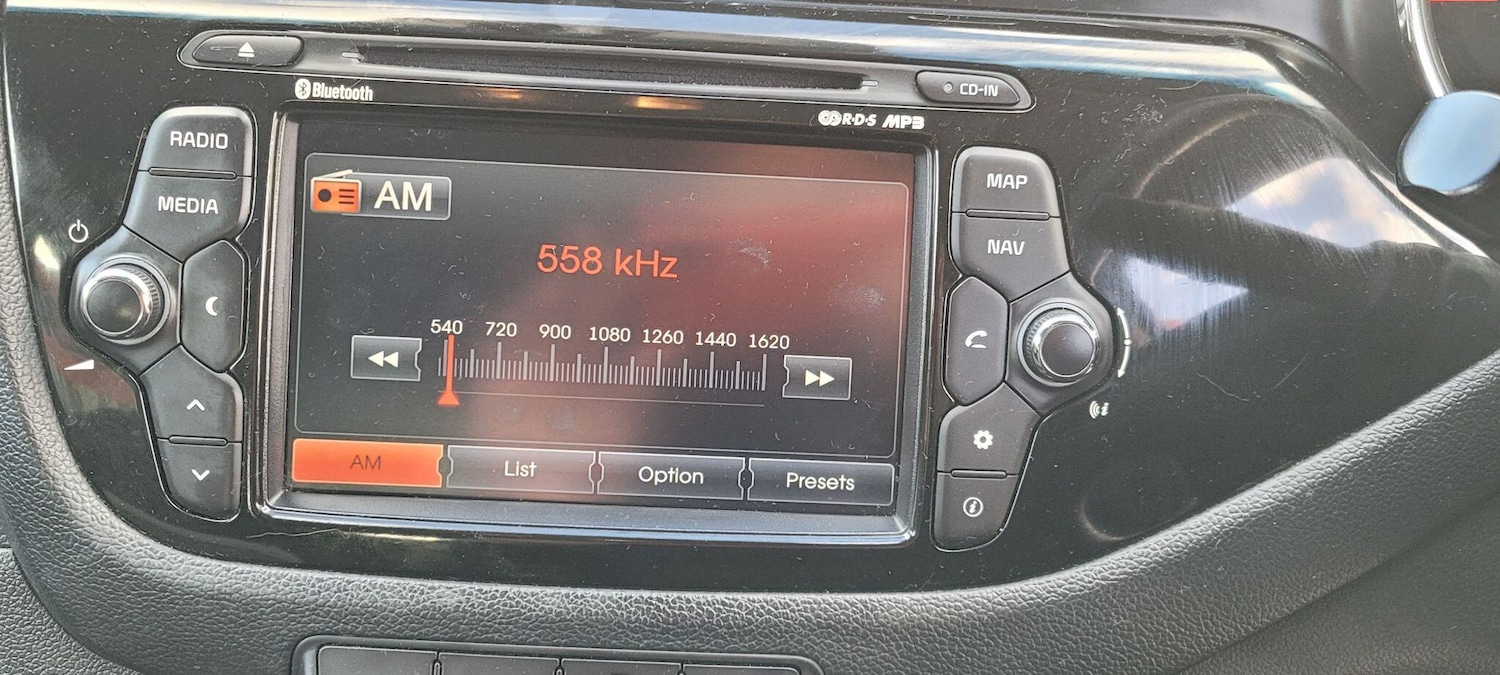 CD-IN
Bluetooth
R·D·S MP3
RADIO
MEDIA
AM
558 kHz
540 720 900 1080 1260 1440 1620
AM List Option Presets
MAP
NAV